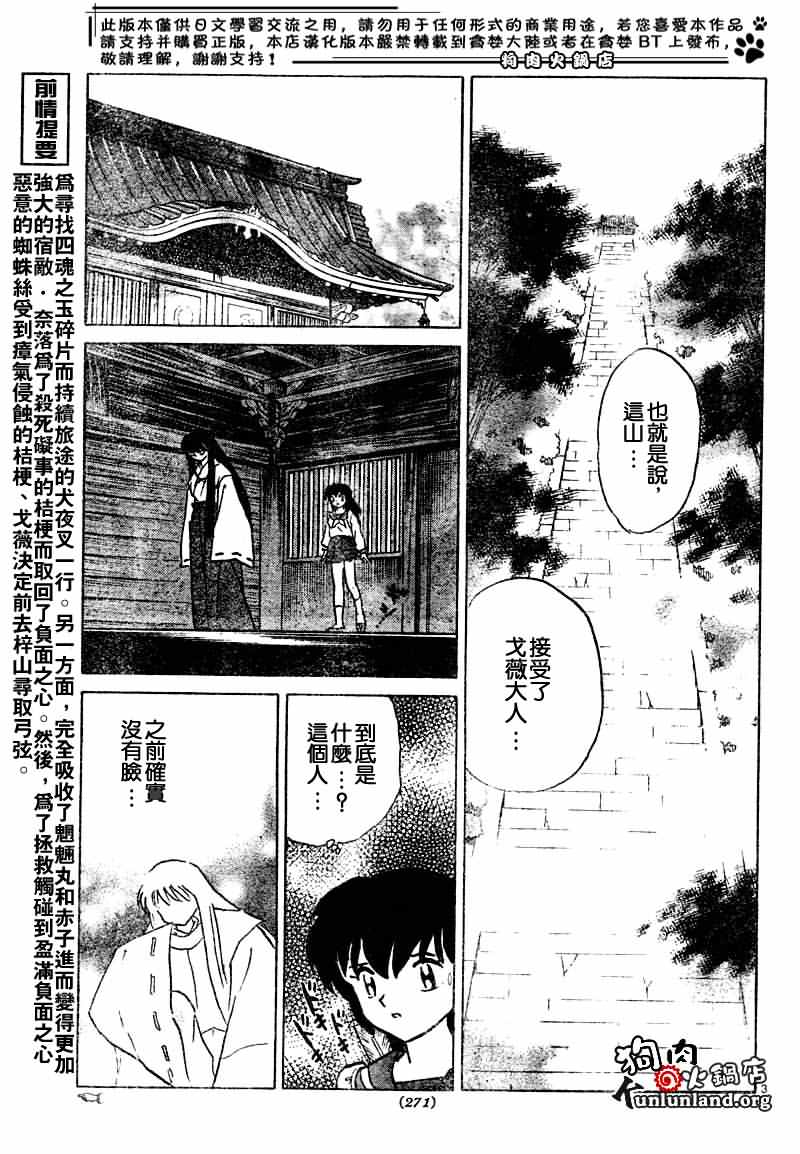 此版本僅供日文學習交流之用，請勿用于任何形式的商業用途，若您喜愛本作品
請支持并購買正版，本店漢化版本嚴禁轉載到貪婪大陸或者在貪婪BT上發布，
敬請理解，謝謝支持！
狗肉火鍋店
也就是說，
這山…
接受了
戈薇大人…
到底是
什麼…？
這個人…
之前確實
沒有臉…
前情提要
為尋找四魂之玉碎片而持續旅途的犬夜叉一行。另一方面，完全吸收了魍魎丸和赤子進而變得更加
強大的宿敵．奈落為了殺死礙事的桔梗而取回了負面之心。然後，為了拯救觸碰到盈滿負面之心
惡意的蜘蛛絲受到瘴氣侵蝕的桔梗、戈薇決定前去梓山尋取弓弦。
(271)
3
狗肉
火鍋店
Kunlunland.org